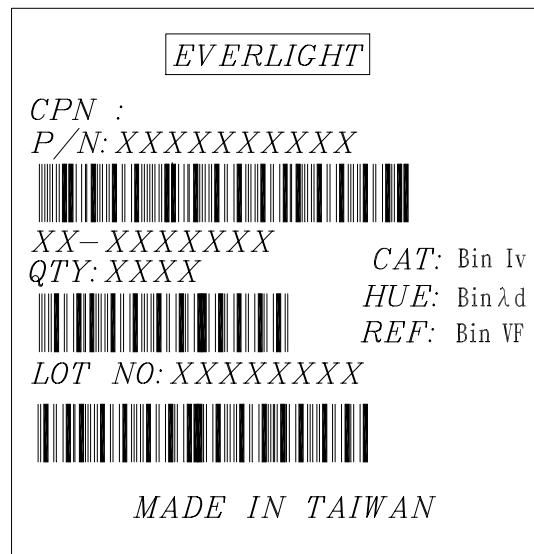 EVERLIGHT
CPN :
P/N: XXXXXXXXXX
XX-XXXXXXX
QTY: XXXX
CAT: Bin Iv
HUE: Bin λd
REF: Bin VF
LOT NO: XXXXXXXX
MADE IN TAIWAN